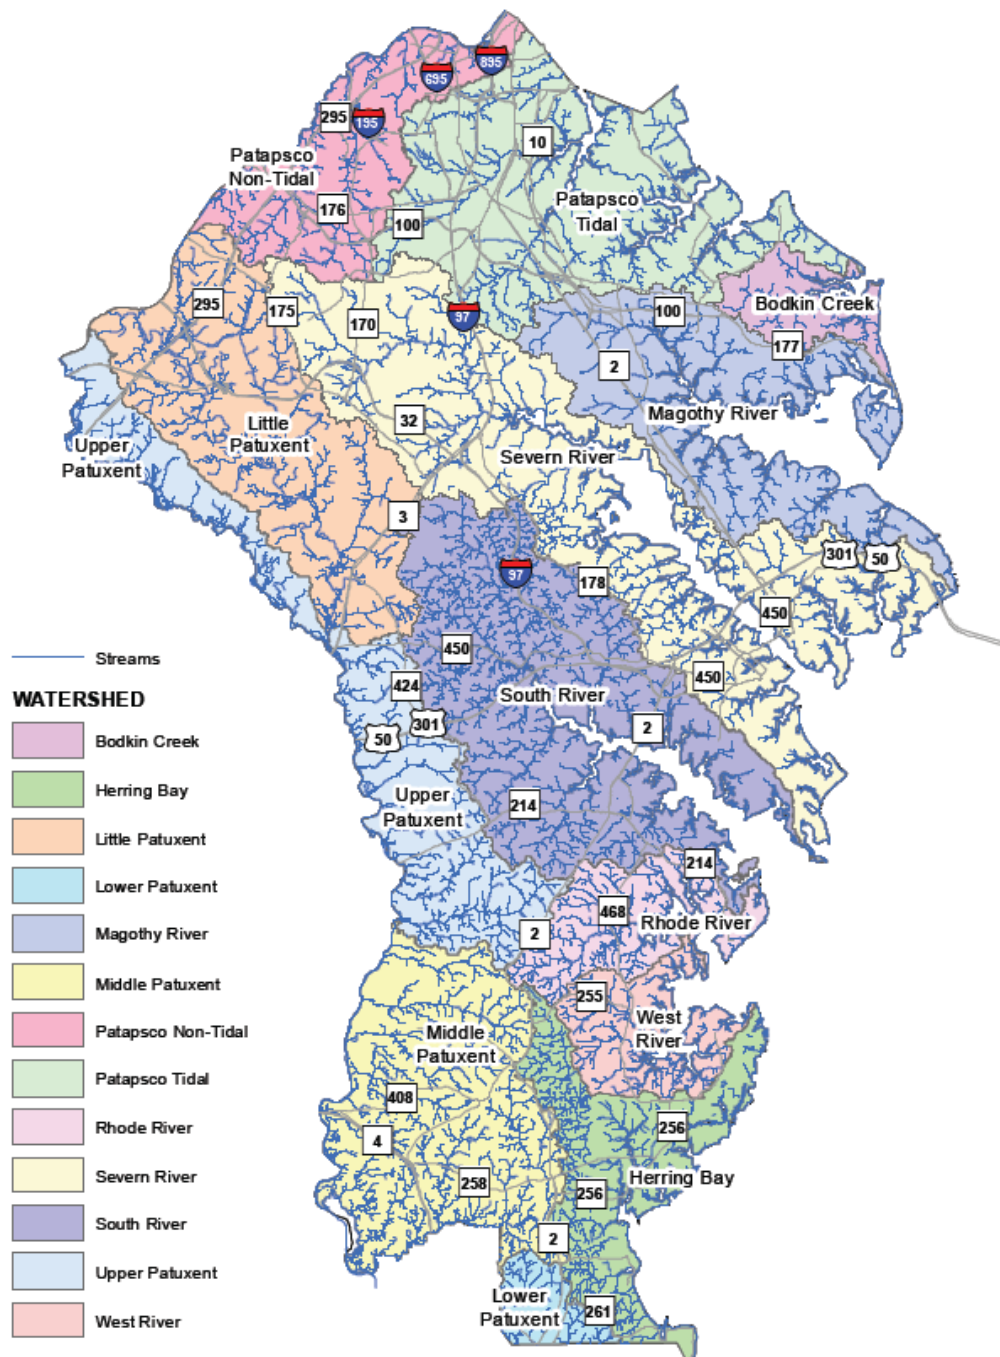 895
695
295
195
10
Patapsco
Non-Tidal
176
Patapsco
Tidal
100
295
175
170
97
100
Bodkin Creek
177
2
Magothy River
32
Little
Patuxent
Upper
Patuxent
Severn River
3
97
178
301
50
450
450
424
450
South River
301
50
2
Upper
Patuxent
214
214
468
Rhode River
2
255
West
River
Middle
Patuxent
408
4
258
256
Herring Bay
256
2
Lower
Patuxent
261
Streams
WATERSHED
Bodkin Creek
Herring Bay
Little Patuxent
Lower Patuxent
Magothy River
Middle Patuxent
Patapsco Non-Tidal
Patapsco Tidal
Rhode River
Severn River
South River
Upper Patuxent
West River